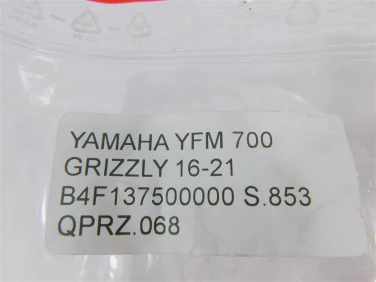 YAMAHA YFM 700
GRIZZLY 16-21
B4F137500000 S.853
QPRZ.068